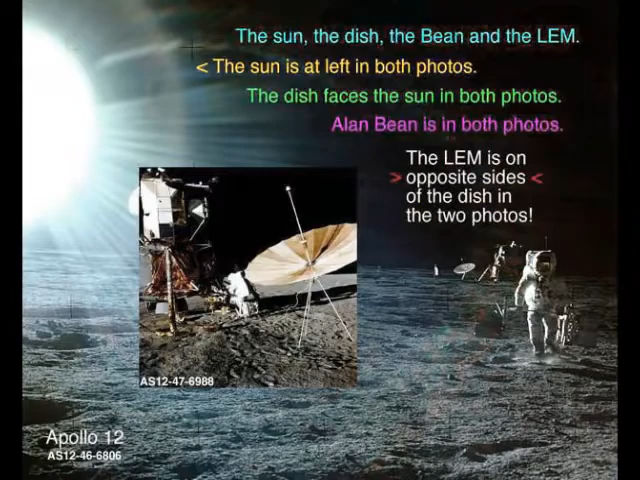 The sun, the dish, the Bean and the LEM.
< The sun is at left in both photos.
The dish faces the sun in both photos.
Alan Bean is in both photos.
The LEM is on
> opposite sides <
of the dish in
the two photos!
AS12-47-6988
Apollo 12
AS12-46-6806